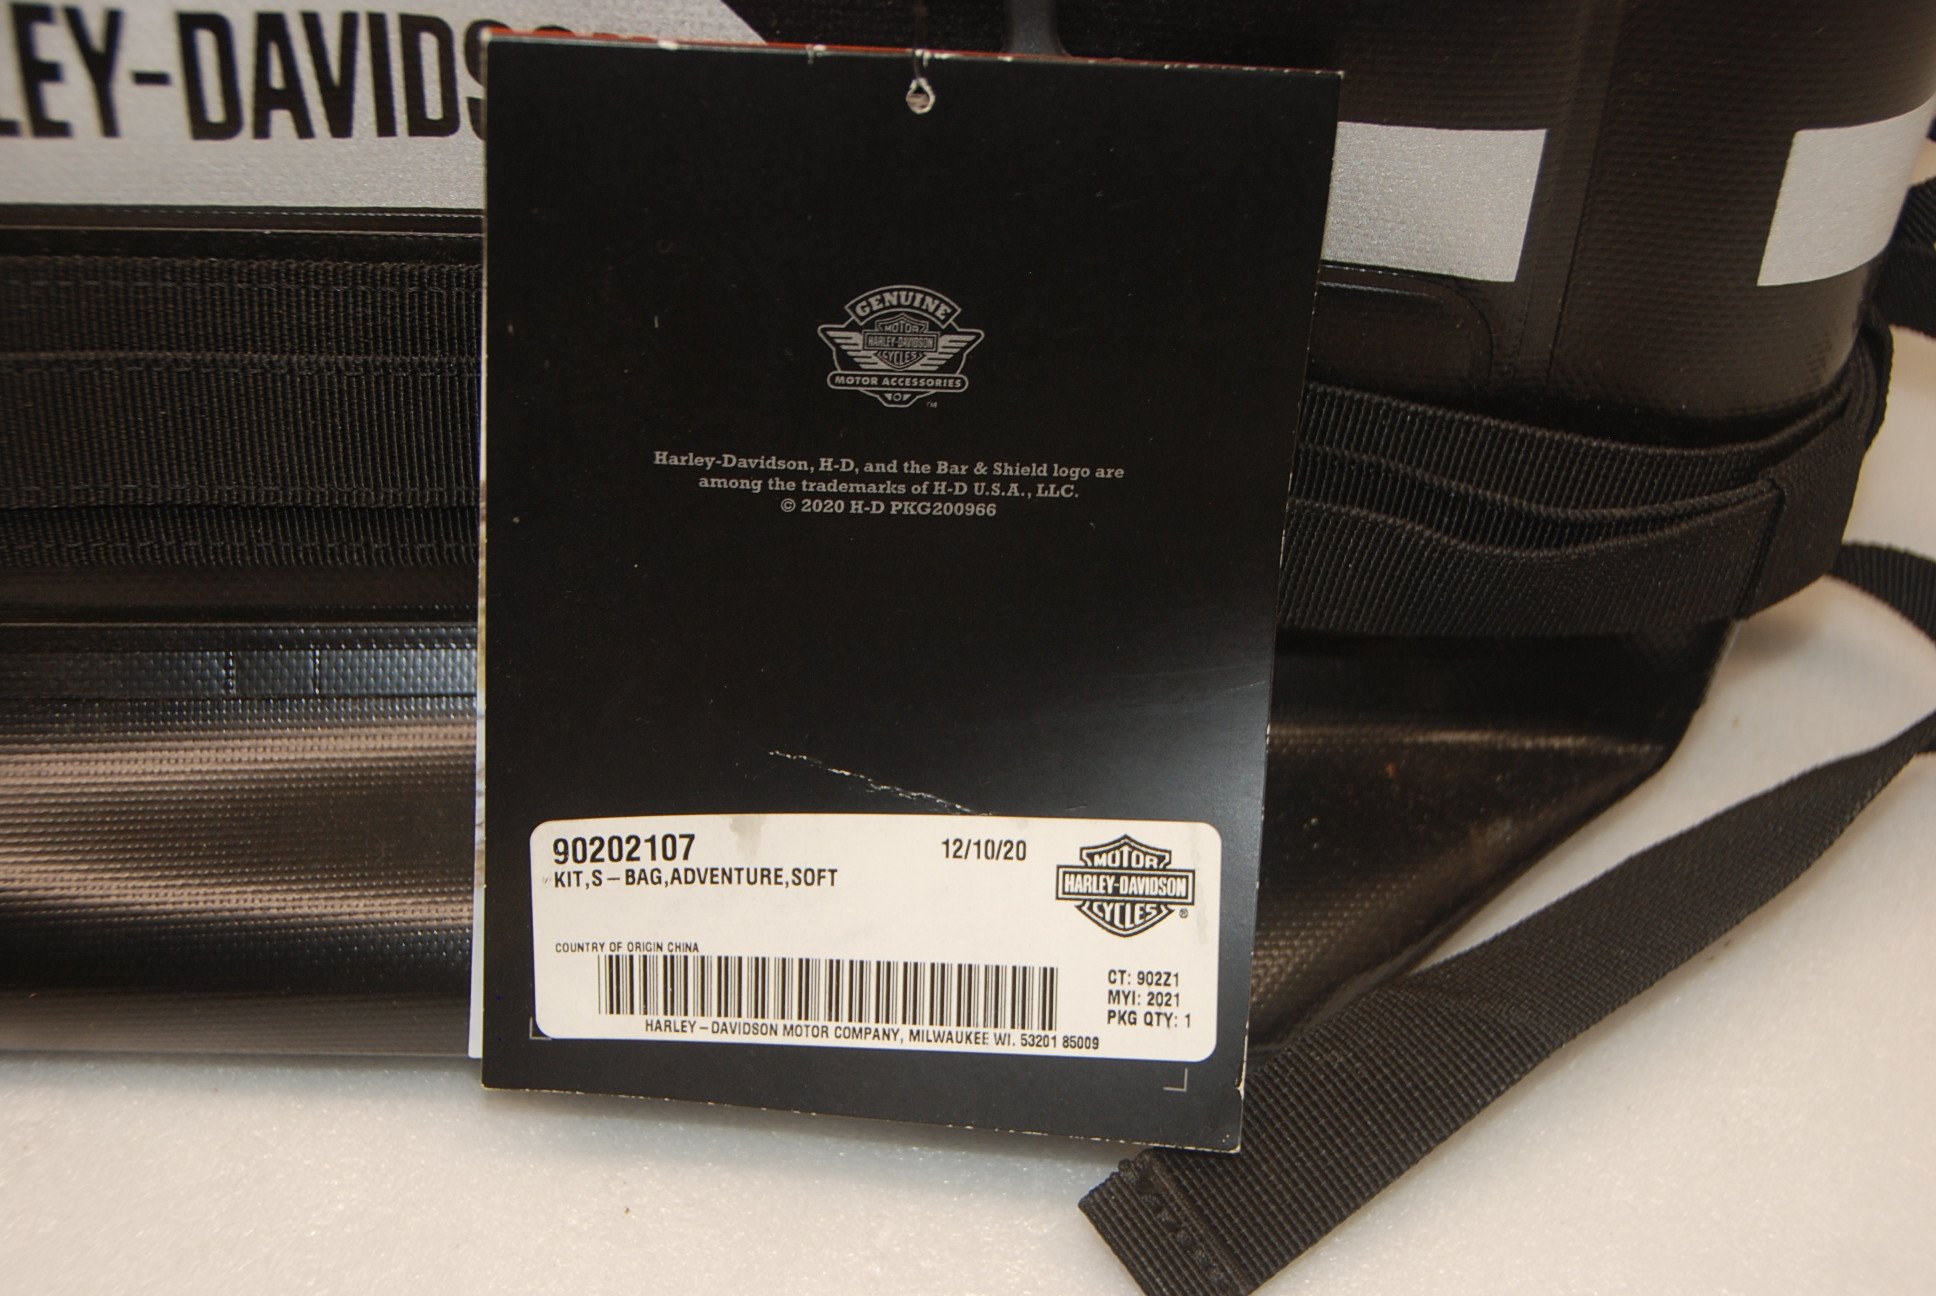 LEY-DAVIDS
GENUINE
MOTOR
HARLEY-DAVIDSON
CYCLES
MOTOR ACCESSORIES
TM
Harley-Davidson, H-D, and the Bar & Shield logo are
among the trademarks of H-D U.S.A., LLC.
© 2020 H-D PKG200966
90202107
12/10/20
KIT,S-BAG,ADVENTURE,SOFT
MOTOR
HARLEY-DAVIDSON
CYCLES
®
COUNTRY OF ORIGIN CHINA
CT: 902Z1
MYI: 2021
PKG QTY: 1
HARLEY-DAVIDSON MOTOR COMPANY, MILWAUKEE WI. 53201 85009